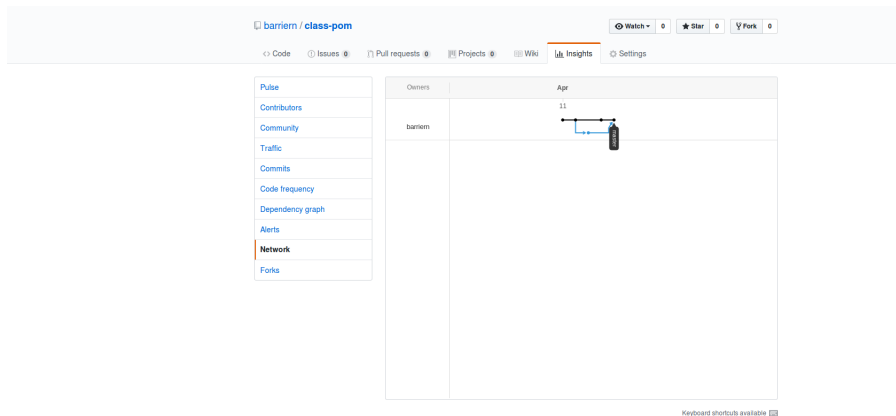 barriern / class-pom
Watch 0 Star 0 Fork 0
Code Issues 0 Pull requests 0 Projects 0 Wiki Insights Settings
Pulse
Contributors
Community
Traffic
Commits
Code frequency
Dependency graph
Alerts
Network
Forks
Owners Apr
11
barriern
master
Keyboard shortcuts available